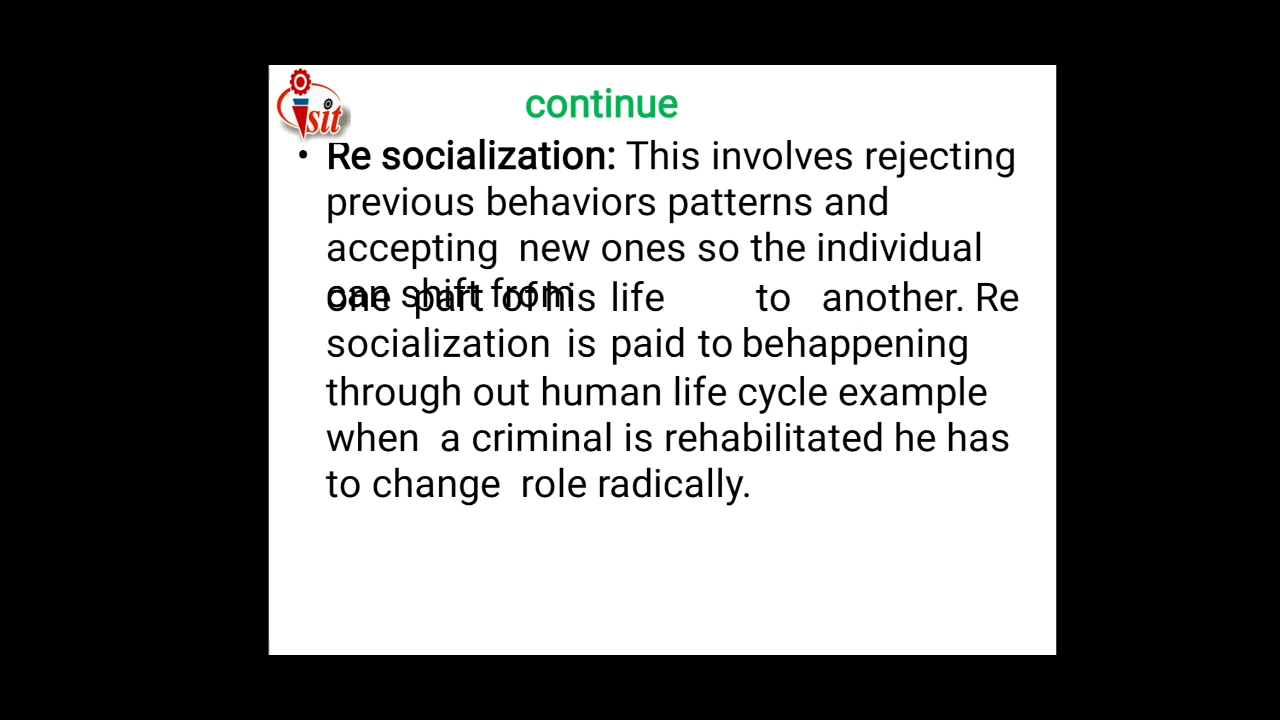 sit
continue
• Re socialization: This involves rejecting
previous behaviors patterns and
accepting new ones so the individual
can shift from
one part of his life to another. Re
socialization is paid to behappening
through out human life cycle example
when a criminal is rehabilitated he has
to change role radically.